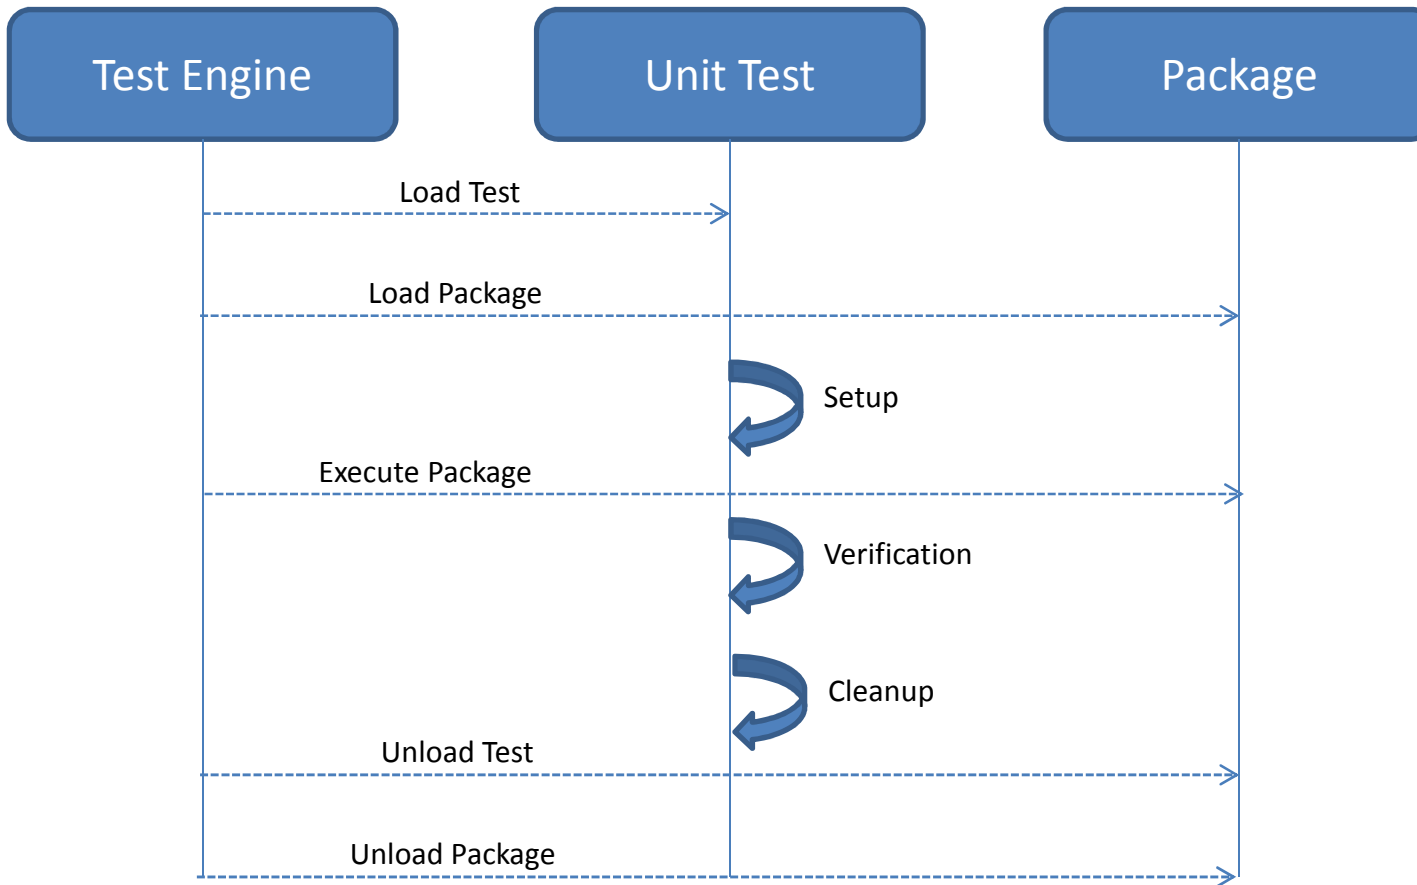 Test Engine
Unit Test
Package
Load Test
Load Package
Setup
Execute Package
Verification
Cleanup
Unload Test
Unload Package